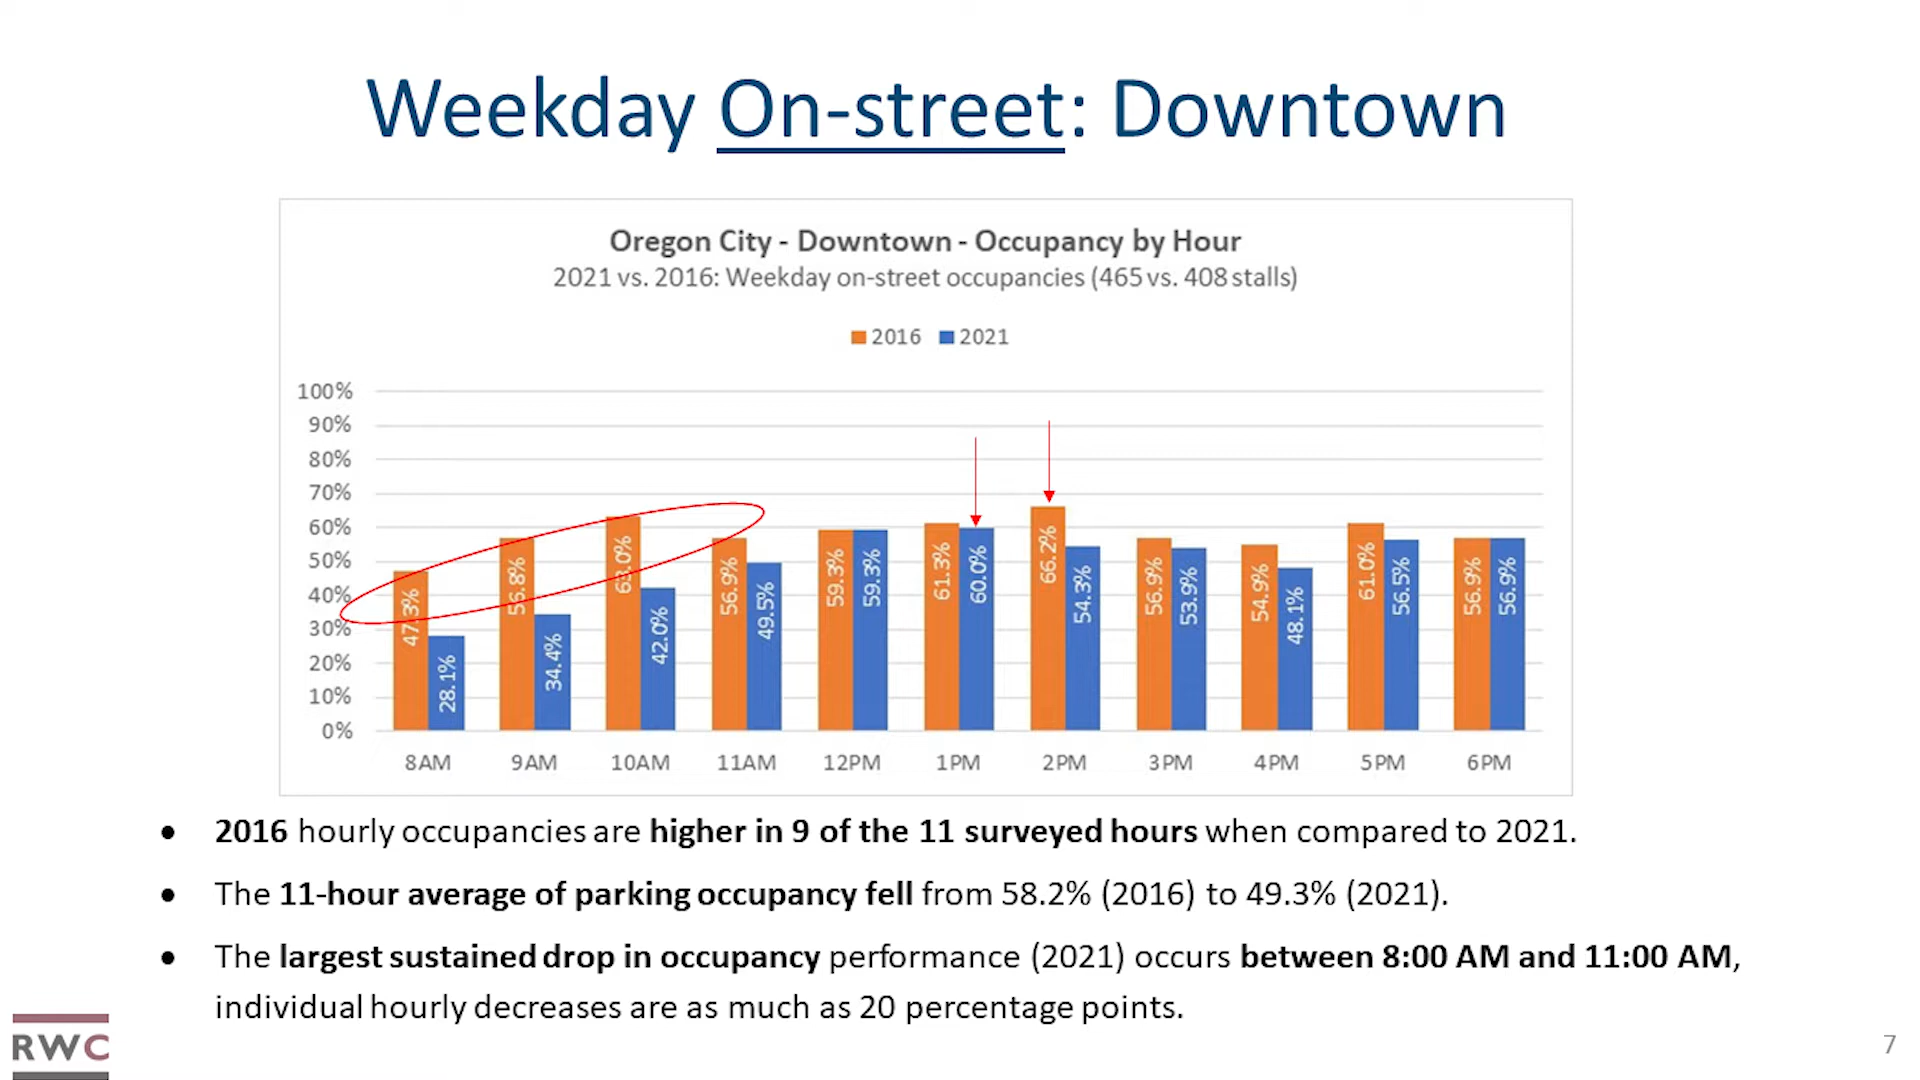 Weekday On-street: Downtown
Oregon City - Downtown - Occupancy by Hour
2021 vs. 2016: Weekday on-street occupancies (465 vs. 408 stalls)
2016 2021
100%
90%
80%
70%
60%
50%
40%
30%
20%
10%
0%
47.3% 28.1% 56.8% 34.4% 63.0% 42.0% 56.9% 49.5% 59.3% 59.3% 61.3% 60.0% 66.2% 54.3% 56.9% 53.9% 54.9% 48.1% 61.0% 56.5% 56.9% 56.9%
8AM 9AM 10AM 11AM 12PM 1PM 2PM 3PM 4PM 5PM 6PM
• 2016 hourly occupancies are higher in 9 of the 11 surveyed hours when compared to 2021.
• The 11-hour average of parking occupancy fell from 58.2% (2016) to 49.3% (2021).
• The largest sustained drop in occupancy performance (2021) occurs between 8:00 AM and 11:00 AM,
individual hourly decreases are as much as 20 percentage points.
RWC
7